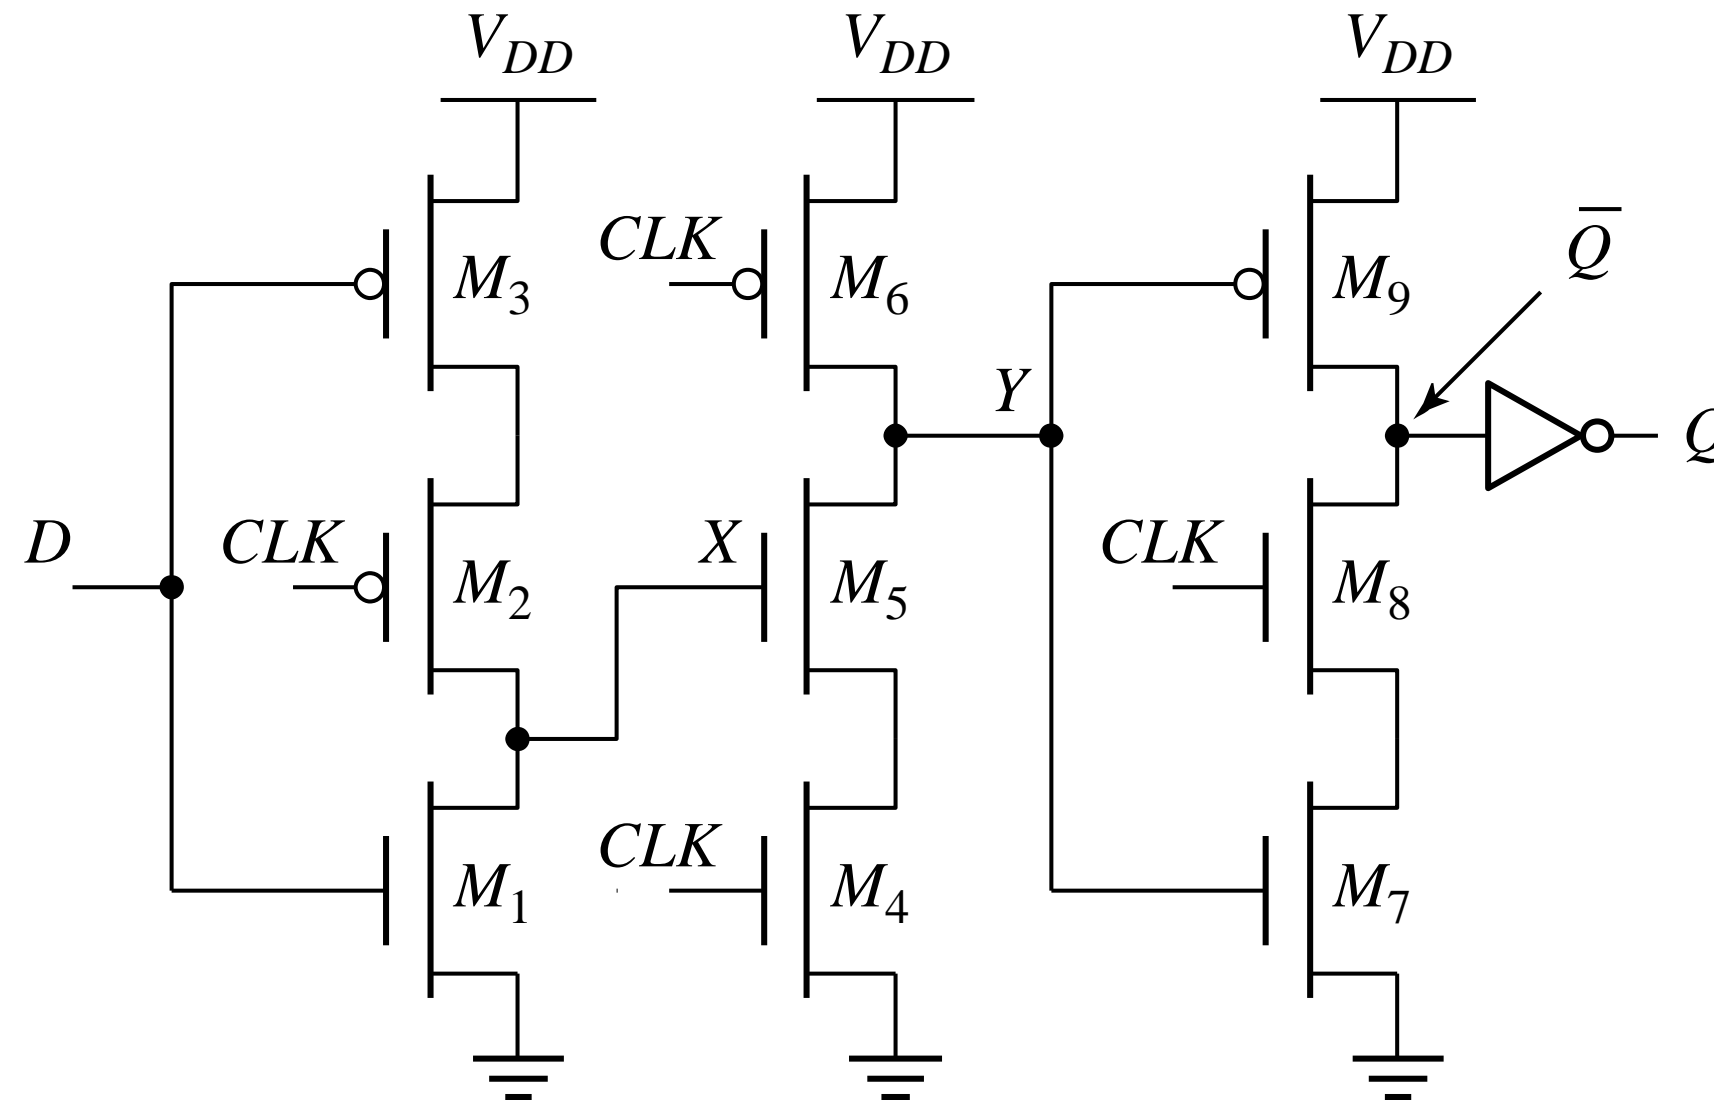 V_DD V_DD V_DD
CLK M_3 M_6 M_9 Q̅
Y
D CLK M_2 X M_5 CLK M_8 Q
CLK M_1 M_4 M_7